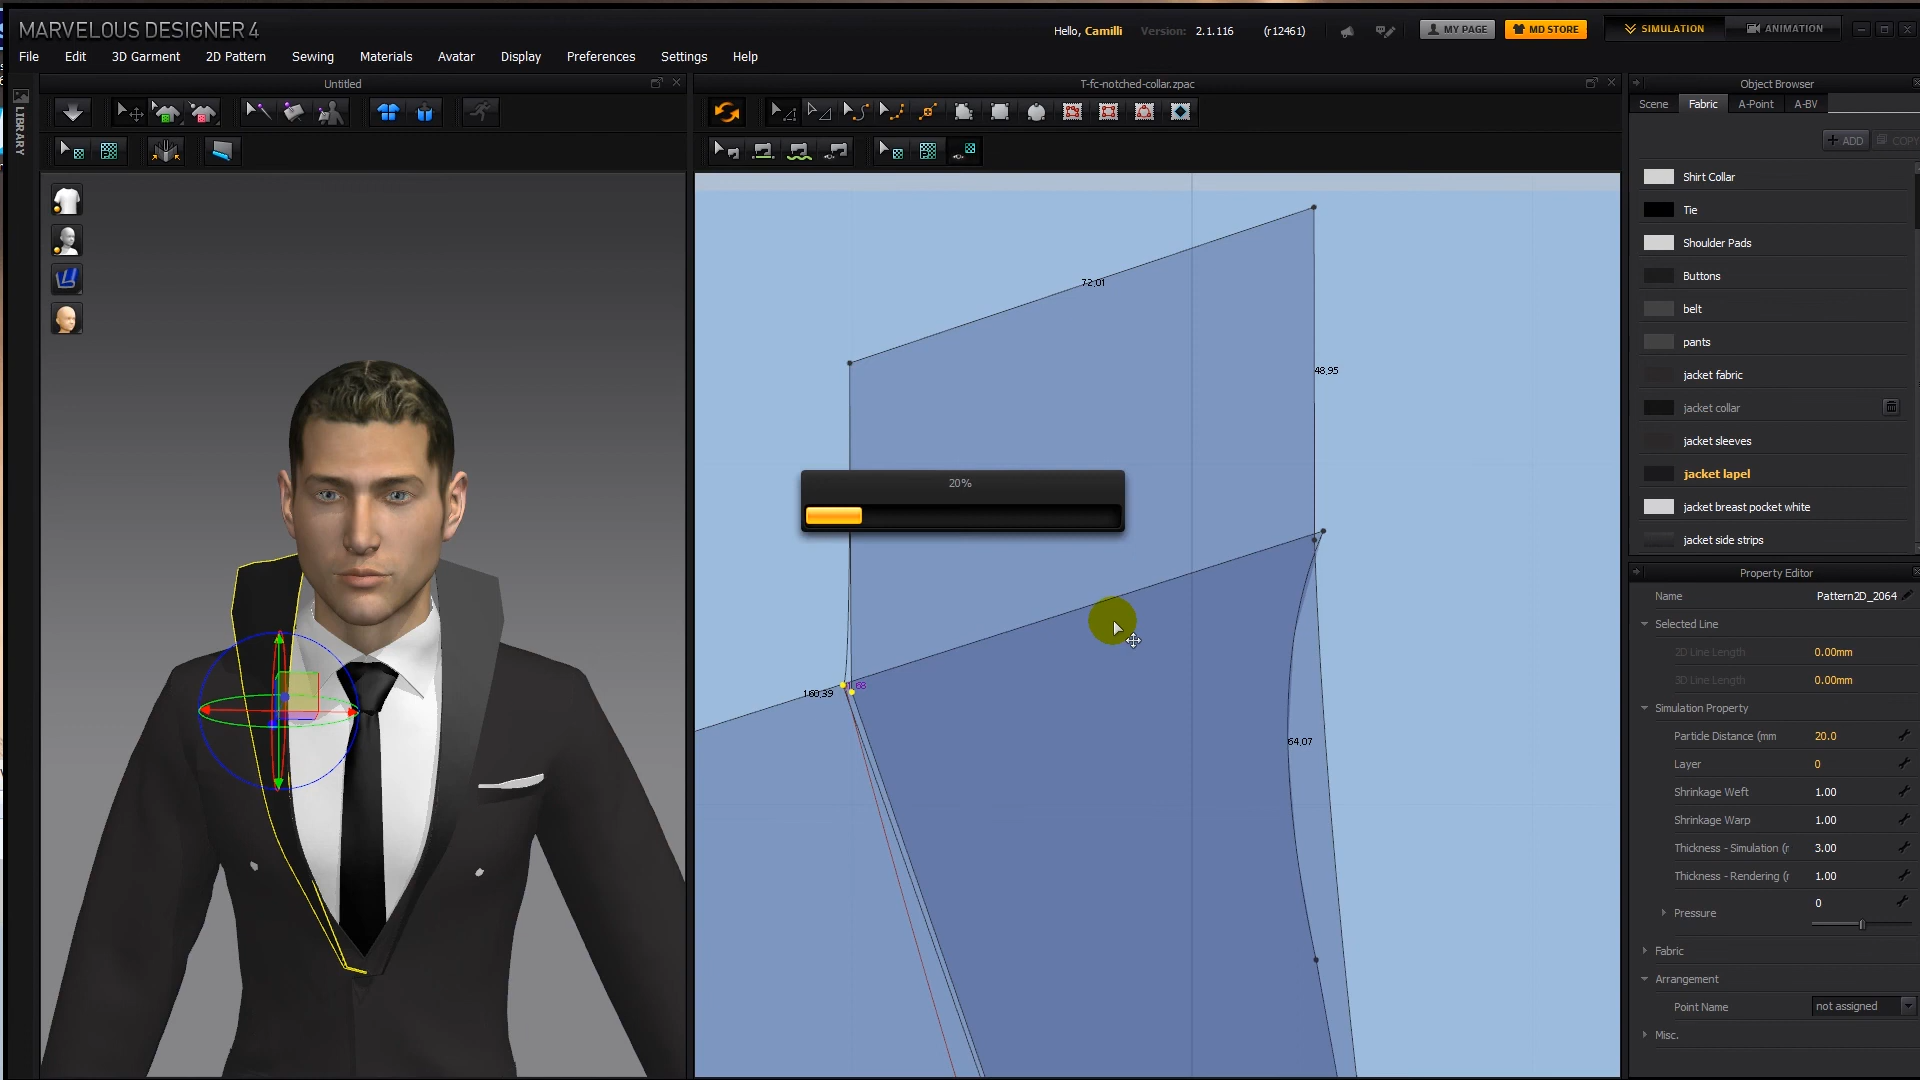 MARVELOUS DESIGNER 4
Hello, Camilli Version: 2.1.116 (r12461)
MY PAGE
MD STORE
SIMULATION
ANIMATION
File Edit 3D Garment 2D Pattern Sewing Materials Avatar Display Preferences Settings Help
LIBRARY
Untitled
T-fc-notched-collar.zpac
Object Browser
Scene Fabric A-Point A-BV
+ ADD COPY
Shirt Collar
Tie
Shoulder Pads
Buttons
belt
pants
jacket fabric
jacket collar
jacket sleeves
jacket lapel
jacket breast pocket white
jacket side strips
72,01
48,95
20%
160,39
68
64,07
Property Editor
Name Pattern2D_2064
Selected Line
2D Line Length 0.00mm
3D Line Length 0.00mm
Simulation Property
Particle Distance (mm 20.0
Layer 0
Shrinkage Weft 1.00
Shrinkage Warp 1.00
Thickness - Simulation (r 3.00
Thickness - Rendering (r 1.00
Pressure 0
Fabric
Arrangement
Point Name not assigned
Misc.